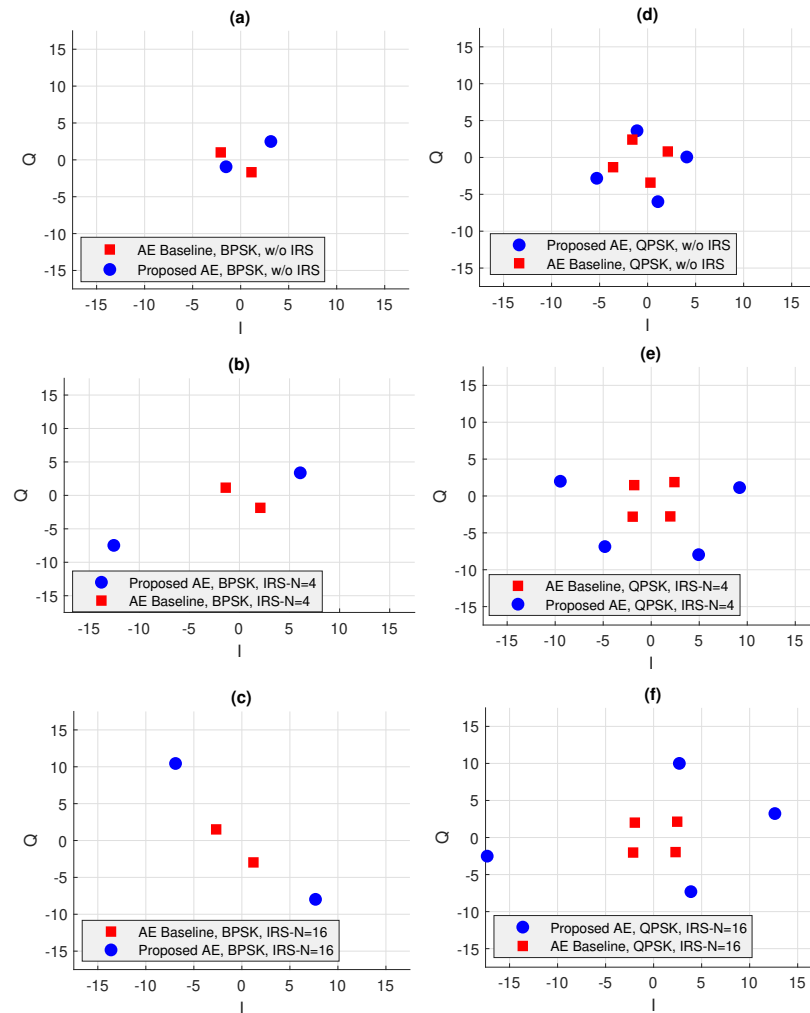 (a)
15
10
5
0
-5
-10
-15
Q
AE Baseline, BPSK, w/o IRS
Proposed AE, BPSK, w/o IRS
-15 -10 -5 0 5 10 15
I
(b)
15
10
5
0
-5
-10
-15
Q
Proposed AE, BPSK, IRS-N=4
AE Baseline, BPSK, IRS-N=4
-15 -10 -5 0 5 10 15
I
(c)
15
10
5
0
-5
-10
-15
Q
AE Baseline, BPSK, IRS-N=16
Proposed AE, BPSK, IRS-N=16
-15 -10 -5 0 5 10 15
I
(d)
15
10
5
0
-5
-10
-15
Q
Proposed AE, QPSK, w/o IRS
AE Baseline, QPSK, w/o IRS
-15 -10 -5 0 5 10 15
I
(e)
15
10
5
0
-5
-10
-15
Q
AE Baseline, QPSK, IRS-N=4
Proposed AE, QPSK, IRS-N=4
-15 -10 -5 0 5 10 15
I
(f)
15
10
5
0
-5
-10
-15
Q
Proposed AE, QPSK, IRS-N=16
AE Baseline, QPSK, IRS-N=16
-15 -10 -5 0 5 10 15
I